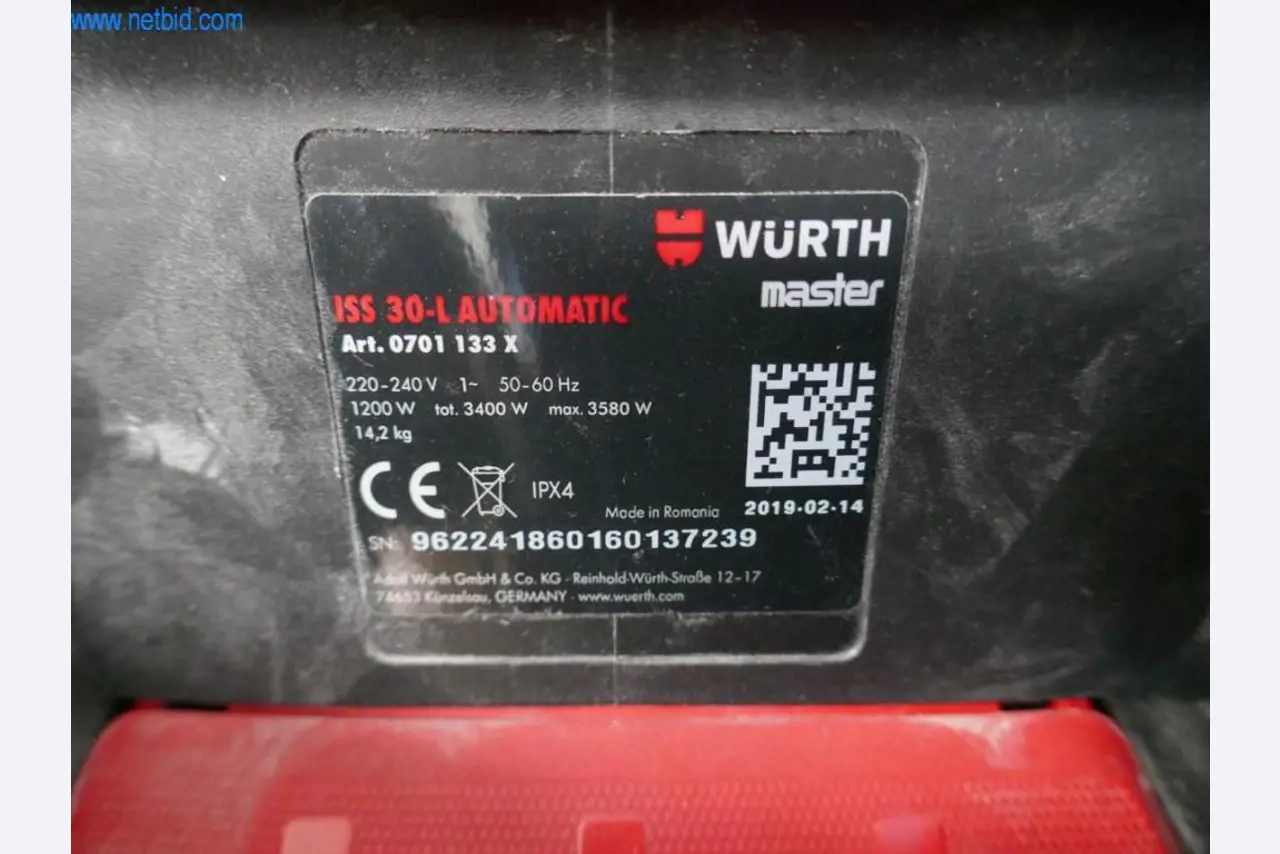 www.netbid.com
WÜRTH
master
ISS 30-L AUTOMATIC
Art. 0701 133 X
220-240 V 1~ 50-60 Hz
1200 W tot. 3400 W max. 3580 W
14,2 kg
CE IPX4
Made in Romania 2019-02-14
SN: 962241860160137239
Adolf Würth GmbH & Co. KG · Reinhold-Würth-Straße 12-17
74653 Künzelsau, GERMANY · www.wuerth.com